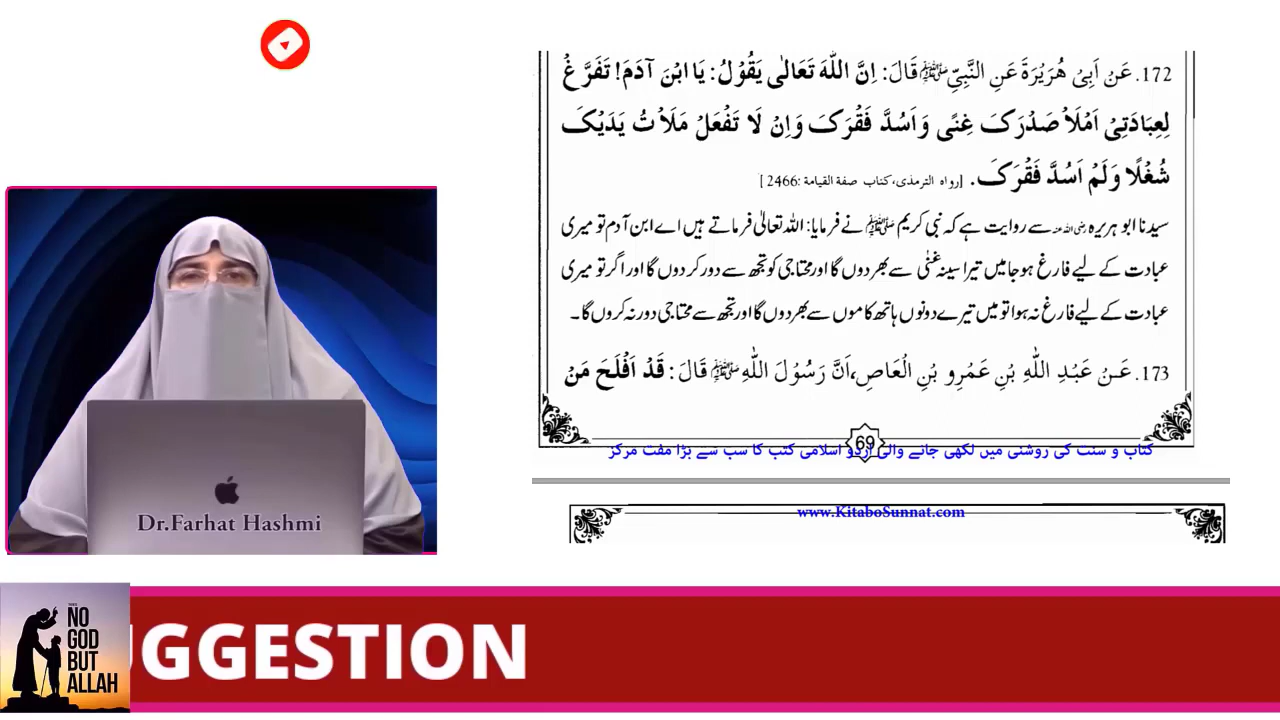 172. عَنْ اَبِیْ هُرَیْرَةَ عَنِ النَّبِیِّ ﷺ قَالَ: اِنَّ اللّٰهَ تَعَالٰی یَقُوْلُ: یَا ابْنَ آدَمَ! تَفَرَّغْ
لِعِبَادَتِیْ اَمْلَاْ صَدْرَکَ غِنًی وَ اَسُدَّ فَقْرَکَ وَاِنْ لَا تَفْعَلْ مَلَاْ تُ یَدَیْکَ
شُغْلًا وَلَمْ اَسُدَّ فَقْرَکَ. [رواہ الترمذی، کتاب صفة القیامة :2466 ]
سیدنا ابو ہریرہ رضی اللہ عنہ سے روایت ہے کہ نبی کریم ﷺ نے فرمایا: اللہ تعالیٰ فرماتے ہیں اے ابن آدم تو میری
عبادت کے لیے فارغ ہو جا میں تیرا سینہ غنٰی سے بھر دوں گا اور محتاجی کو تجھ سے دور کر دوں گا اور اگر تو میری
عبادت کے لیے فارغ نہ ہوا تو میں تیرے دونوں ہاتھ کاموں سے بھر دوں گا اور تجھ سے محتاجی دور نہ کروں گا۔
173. عَنْ عَبْدِ اللّٰهِ بْنِ عَمْرِو بْنِ الْعَاصِ، اَنَّ رَسُوْلَ اللّٰهِ ﷺ قَالَ: قَدْ اَفْلَحَ مَنْ
69
کتاب و سنت کی روشنی میں لکھی جانے والی اردو اسلامی کتب کا سب سے بڑا مفت مرکز
www.KitaboSunnat.com
Dr.Farhat Hashmi
NO
GOD
BUT
ALLAH
UGGESTION